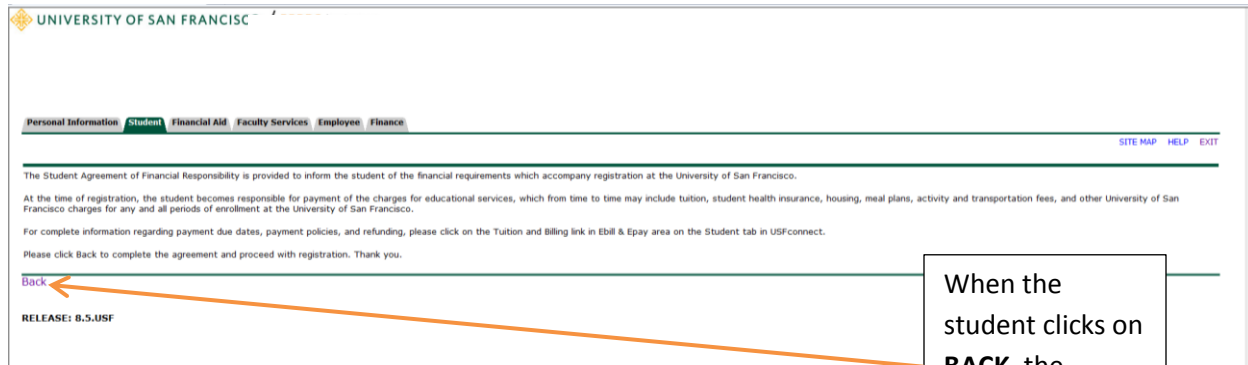 UNIVERSITY OF SAN FRANCISC
Personal Information Student Financial Aid Faculty Services Employee Finance
SITE MAP HELP EXIT
The Student Agreement of Financial Responsibility is provided to inform the student of the financial requirements which accompany registration at the University of San Francisco.
At the time of registration, the student becomes responsible for payment of the charges for educational services, which from time to time may include tuition, student health insurance, housing, meal plans, activity and transportation fees, and other University of San
Francisco charges for any and all periods of enrollment at the University of San Francisco.
For complete information regarding payment due dates, payment policies, and refunding, please click on the Tuition and Billing link in Ebill & Epay area on the Student tab in USFconnect.
Please click Back to complete the agreement and proceed with registration. Thank you.
Back
RELEASE: 8.5.USF
When the
student clicks on
BACK, the